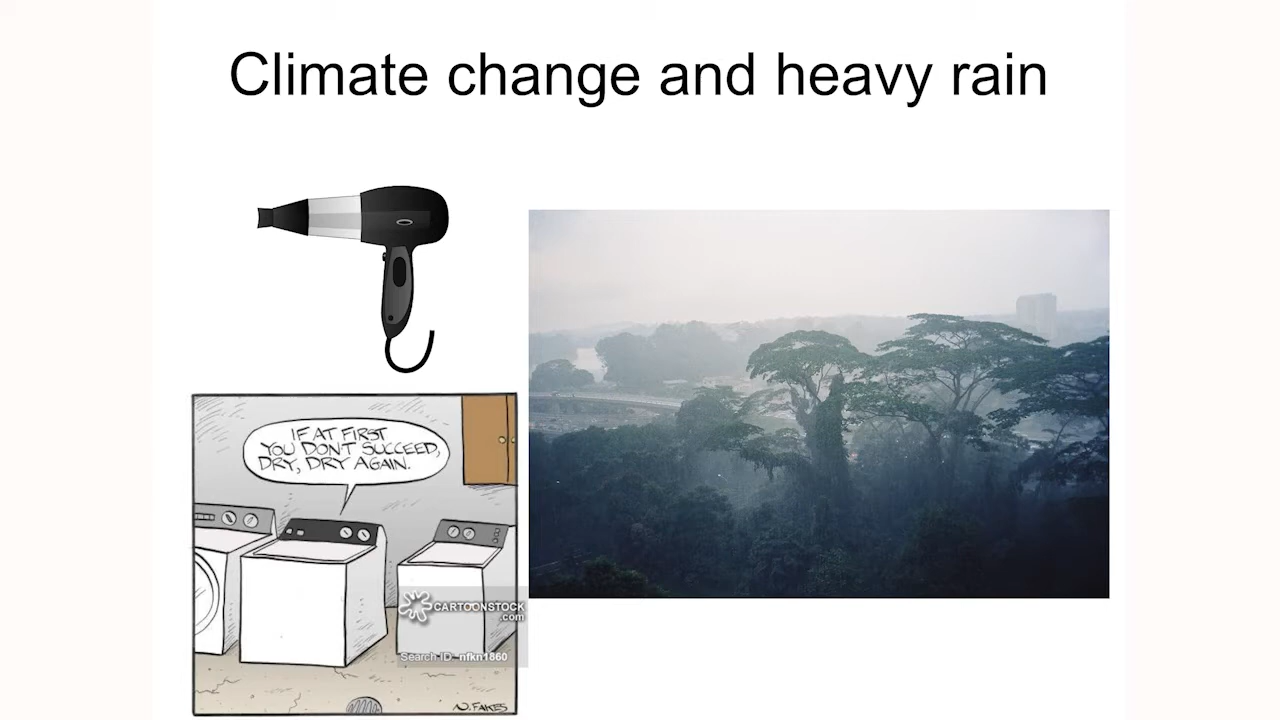 Climate change and heavy rain
IF AT FIRST
YOU DON'T SUCCEED,
DRY, DRY AGAIN.
CARTOONSTOCK
.com
Search ID: nfkn1860
N. FAKES